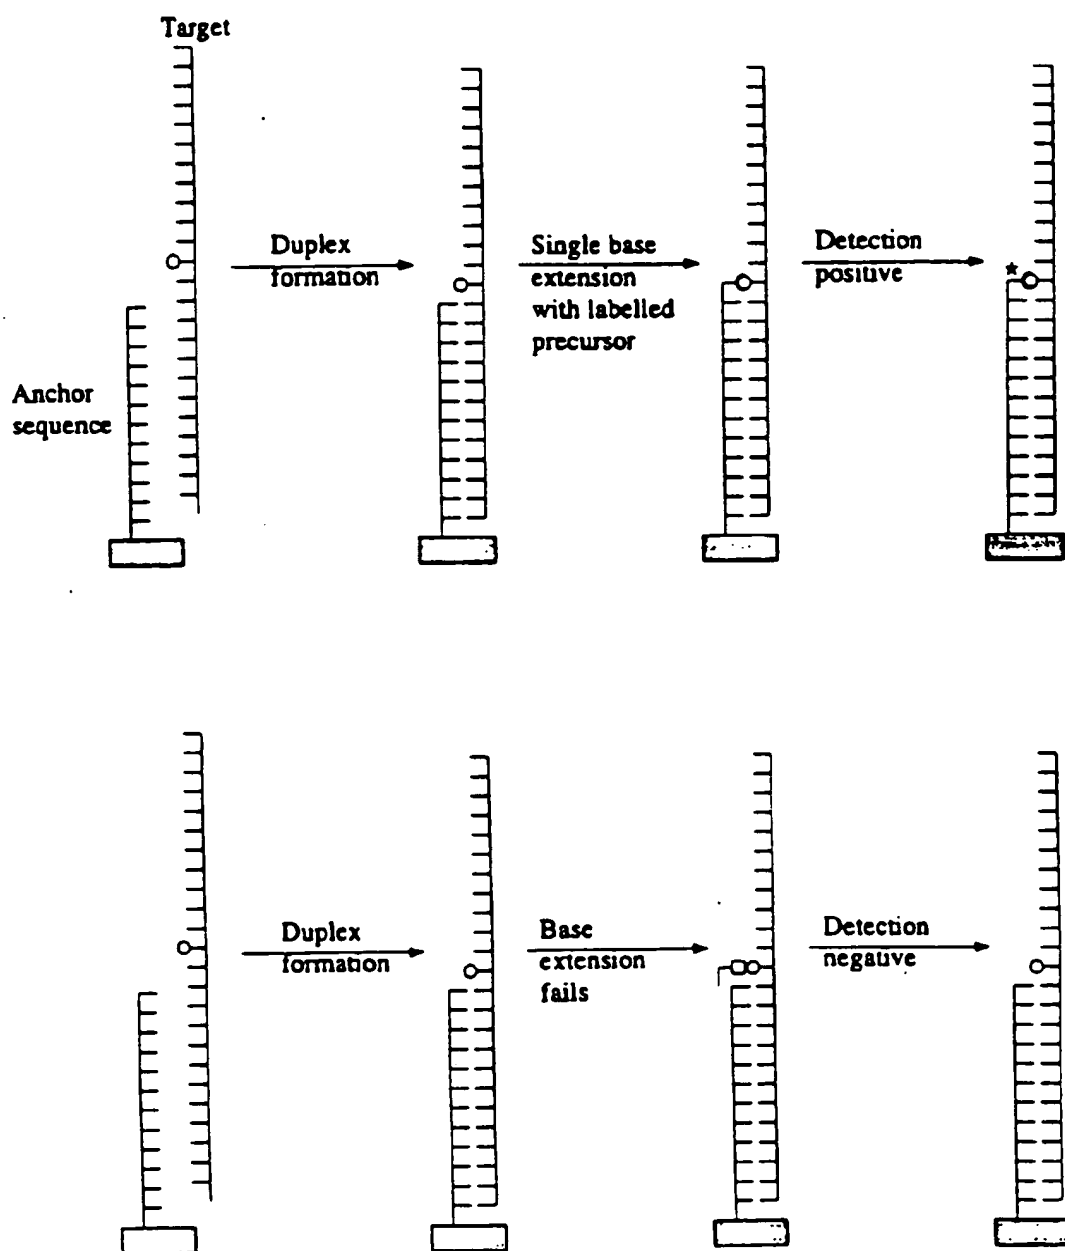 Target
Duplex
formation
Single base
extension
with labelled
precursor
Detection
positive
Anchor
sequence
Duplex
formation
Base
extension
fails
Detection
negative